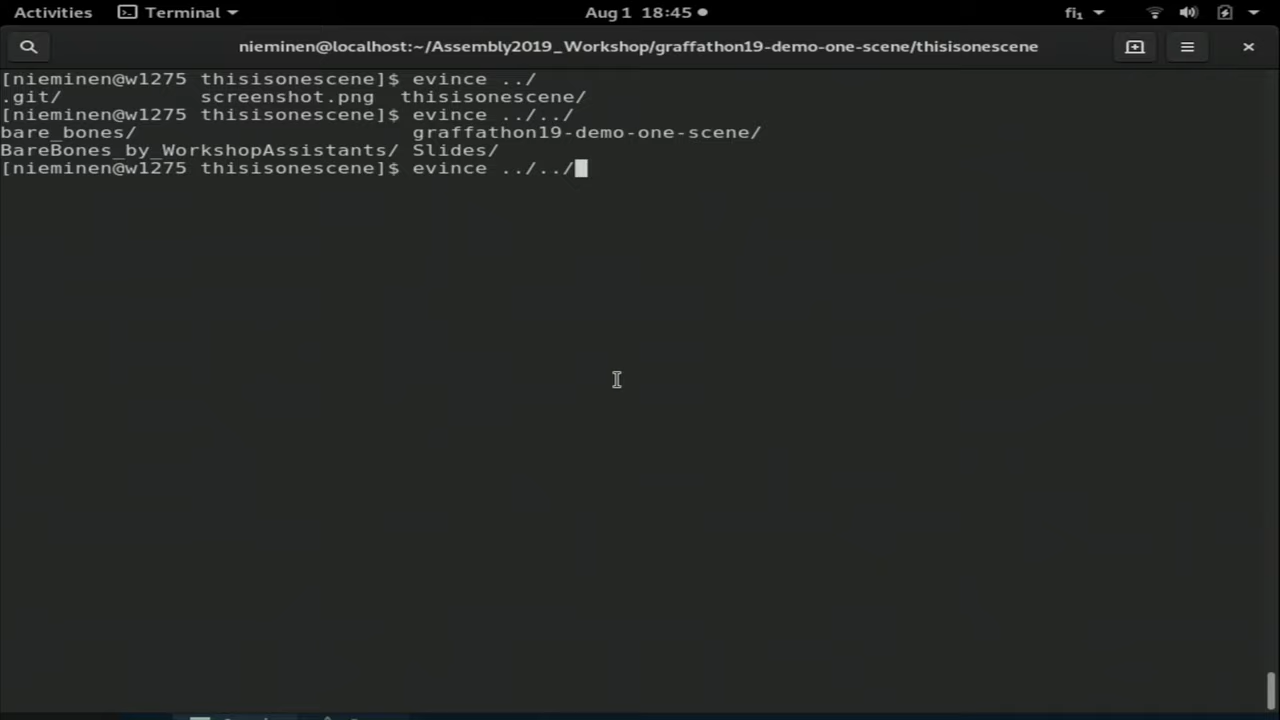 Activities Terminal Aug 1 18:45 fi₁
nieminen@localhost:~/Assembly2019_Workshop/graffathon19-demo-one-scene/thisisonescene
[nieminen@w1275 thisisonescene]$ evince ../
.git/ screenshot.png thisisonescene/
[nieminen@w1275 thisisonescene]$ evince ../../
bare_bones/ graffathon19-demo-one-scene/
BareBones_by_WorkshopAssistants/ Slides/
[nieminen@w1275 thisisonescene]$ evince ../../